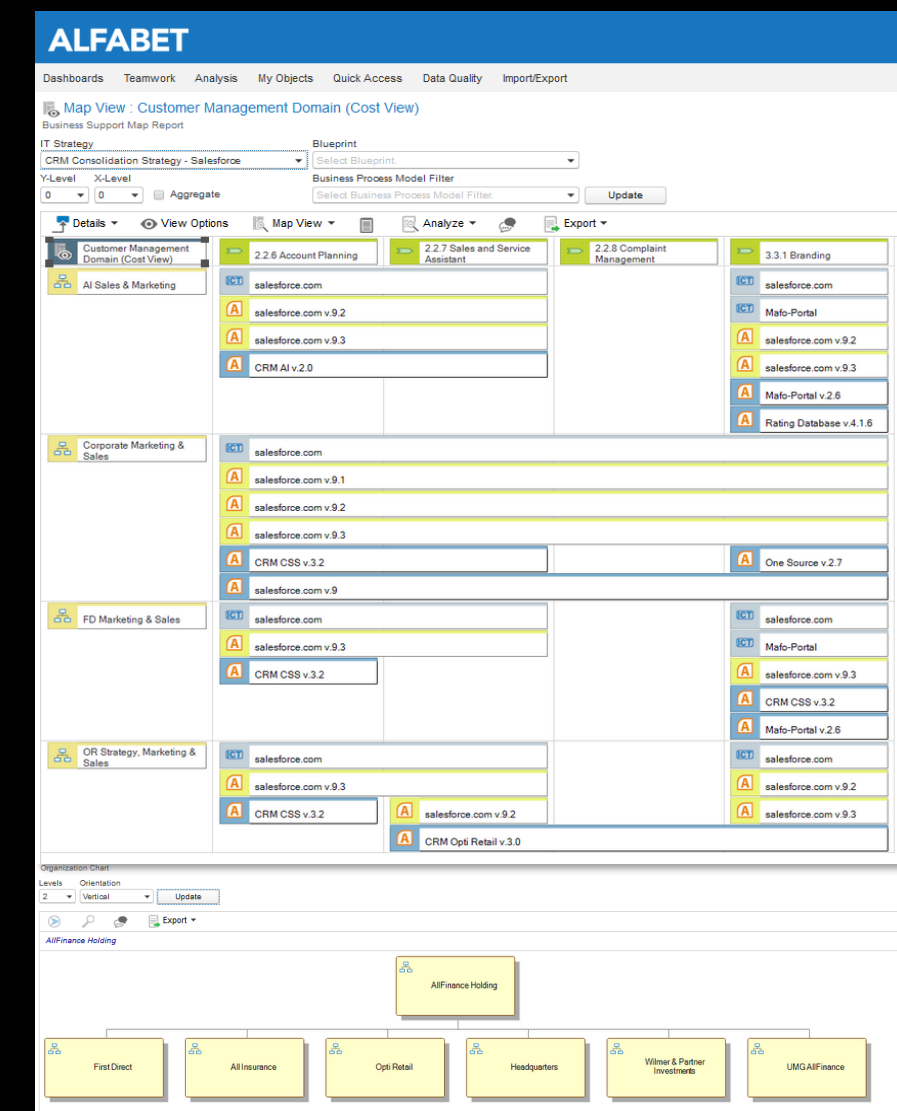 ALFABET
Dashboards Teamwork Analysis My Objects Quick Access Data Quality Import/Export
Map View : Customer Management Domain (Cost View)
Business Support Map Report
IT Strategy Blueprint
CRM Consolidation Strategy - Salesforce Select Blueprint.
Y-Level X-Level Business Process Model Filter
0 0 Aggregate Select Business Process Model Filter. Update
Details View Options Map View Analyze Export
Customer Management
Domain (Cost View)
2.2.6 Account Planning
2.2.7 Sales and Service
Assistant
2.2.8 Complaint
Management
3.3.1 Branding
AI Sales & Marketing
ICT salesforce.com
A salesforce.com v.9.2
A salesforce.com v.9.3
A CRM AI v.2.0
ICT salesforce.com
ICT Mafo-Portal
A salesforce.com v.9.2
A salesforce.com v.9.3
A Mafo-Portal v.2.6
A Rating Database v.4.1.6
Corporate Marketing &
Sales
ICT salesforce.com
A salesforce.com v.9.1
A salesforce.com v.9.2
A salesforce.com v.9.3
A CRM CSS v.3.2
A One Source v.2.7
A salesforce.com v.9
FD Marketing & Sales
ICT salesforce.com
A salesforce.com v.9.3
A CRM CSS v.3.2
ICT salesforce.com
ICT Mafo-Portal
A salesforce.com v.9.3
A CRM CSS v.3.2
A Mafo-Portal v.2.6
OR Strategy, Marketing &
Sales
ICT salesforce.com
A salesforce.com v.9.3
A CRM CSS v.3.2
A salesforce.com v.9.2
A CRM Opti Retail v.3.0
ICT salesforce.com
A salesforce.com v.9.2
A salesforce.com v.9.3
Organization Chart
Levels Orientation
2 Vertical Update
Export
AllFinance Holding
AllFinance Holding
First Direct
All Insurance
Opti Retail
Headquarters
Wilmer & Partner
Investments
UMG AllFinance